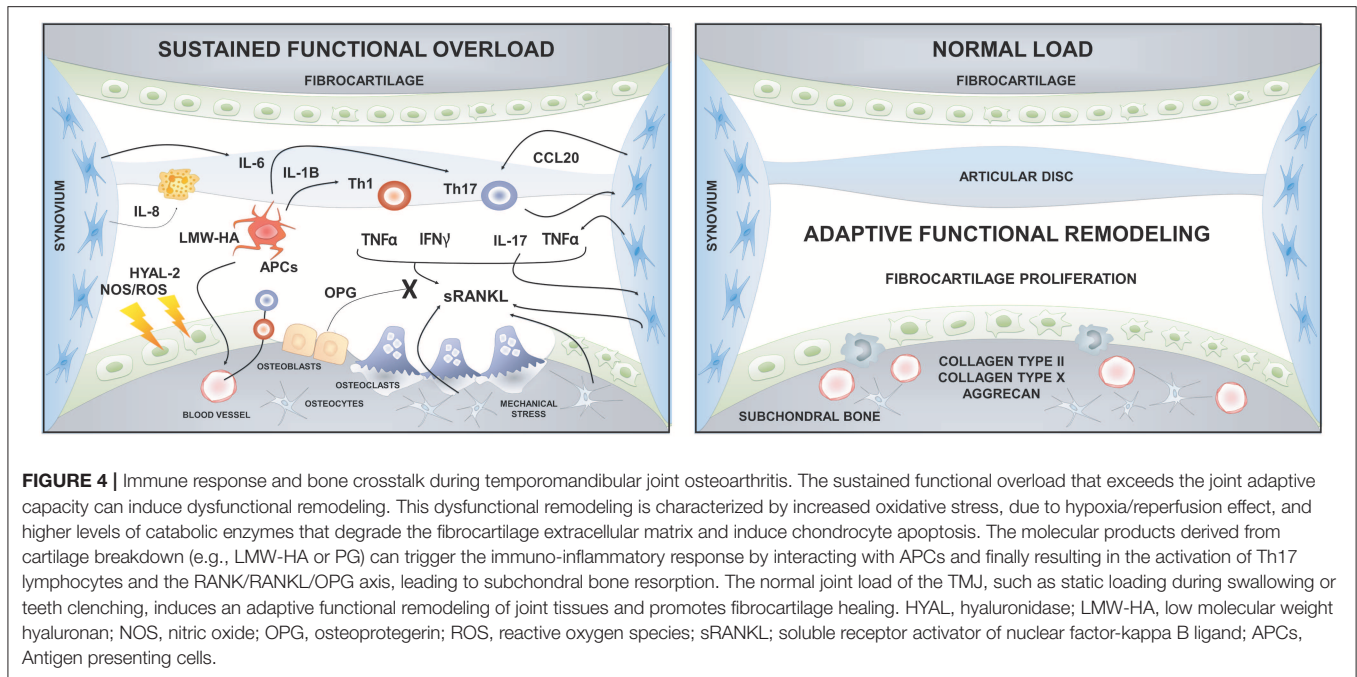 SUSTAINED FUNCTIONAL OVERLOAD
FIBROCARTILAGE
SYNOVIUM
IL-6
IL-1B
Th1
Th17
CCL20
IL-8
LMW-HA
APCs
TNFα
IFNγ
IL-17
TNFα
HYAL-2
NOS/ROS
OPG
X
sRANKL
OSTEOBLASTS
OSTEOCLASTS
OSTEOCYTES
MECHANICAL
STRESS
BLOOD VESSEL
NORMAL LOAD
FIBROCARTILAGE
SYNOVIUM
ARTICULAR DISC
ADAPTIVE FUNCTIONAL REMODELING
FIBROCARTILAGE PROLIFERATION
COLLAGEN TYPE II
COLLAGEN TYPE X
AGGRECAN
SUBCHONDRAL BONE
FIGURE 4 | Immune response and bone crosstalk during temporomandibular joint osteoarthritis. The sustained functional overload that exceeds the joint adaptive
capacity can induce dysfunctional remodeling. This dysfunctional remodeling is characterized by increased oxidative stress, due to hypoxia/reperfusion effect, and
higher levels of catabolic enzymes that degrade the fibrocartilage extracellular matrix and induce chondrocyte apoptosis. The molecular products derived from
cartilage breakdown (e.g., LMW-HA or PG) can trigger the immuno-inflammatory response by interacting with APCs and finally resulting in the activation of Th17
lymphocytes and the RANK/RANKL/OPG axis, leading to subchondral bone resorption. The normal joint load of the TMJ, such as static loading during swallowing or
teeth clenching, induces an adaptive functional remodeling of joint tissues and promotes fibrocartilage healing. HYAL, hyaluronidase; LMW-HA, low molecular weight
hyaluronan; NOS, nitric oxide; OPG, osteoprotegerin; ROS, reactive oxygen species; sRANKL; soluble receptor activator of nuclear factor-kappa B ligand; APCs,
Antigen presenting cells.